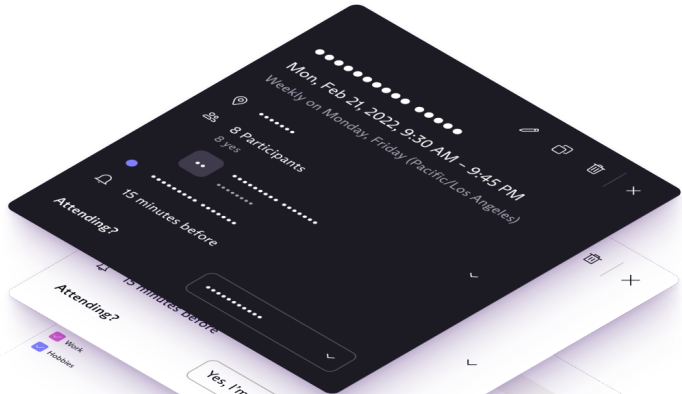 Mon, Feb 21, 2022, 9:30 AM – 9:45 PM
Weekly on Monday, Friday (Pacific/Los Angeles)
8 Participants
8 yes
15 minutes before
Attending?
15 minutes before
Attending?
Yes, I'm
Work
Hobbies